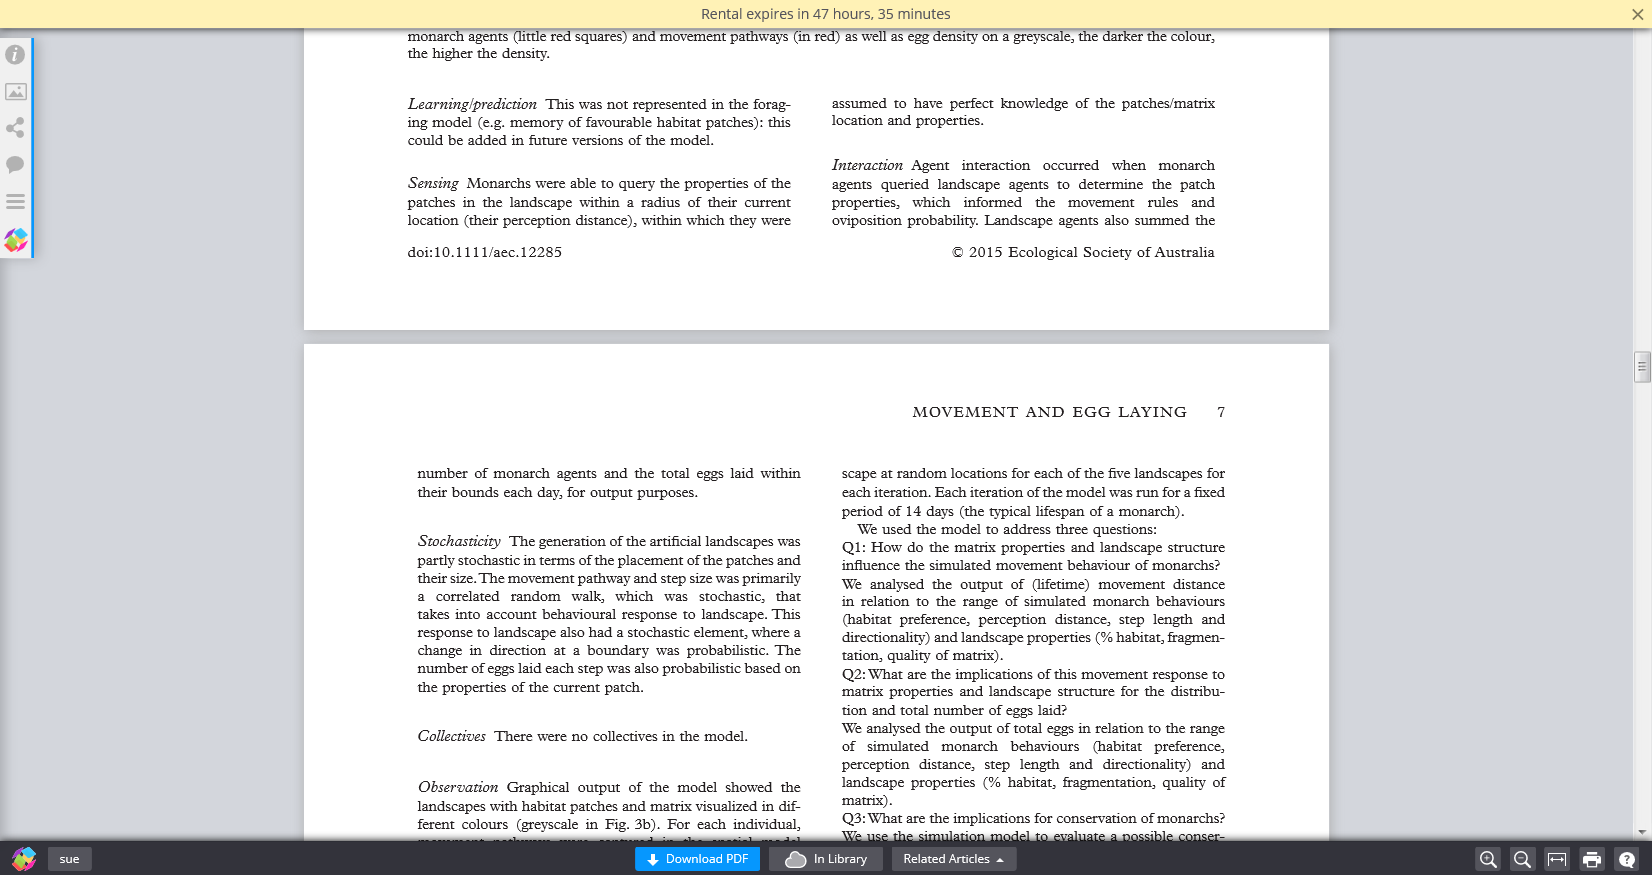 Rental expires in 47 hours, 35 minutes
monarch agents (little red squares) and movement pathways (in red) as well as egg density on a greyscale, the darker the colour,
the higher the density.
Learning/prediction This was not represented in the forag-
ing model (e.g. memory of favourable habitat patches): this
could be added in future versions of the model.
Sensing Monarchs were able to query the properties of the
patches in the landscape within a radius of their current
location (their perception distance), within which they were
assumed to have perfect knowledge of the patches/matrix
location and properties.
Interaction Agent interaction occurred when monarch
agents queried landscape agents to determine the patch
properties, which informed the movement rules and
oviposition probability. Landscape agents also summed the
doi:10.1111/aec.12285
© 2015 Ecological Society of Australia
MOVEMENT AND EGG LAYING 7
number of monarch agents and the total eggs laid within
their bounds each day, for output purposes.
Stochasticity The generation of the artificial landscapes was
partly stochastic in terms of the placement of the patches and
their size. The movement pathway and step size was primarily
a correlated random walk, which was stochastic, that
takes into account behavioural response to landscape. This
response to landscape also had a stochastic element, where a
change in direction at a boundary was probabilistic. The
number of eggs laid each step was also probabilistic based on
the properties of the current patch.
Collectives There were no collectives in the model.
Observation Graphical output of the model showed the
landscapes with habitat patches and matrix visualized in dif-
ferent colours (greyscale in Fig. 3b). For each individual,
movement pathways were captured in the spatial model
scape at random locations for each of the five landscapes for
each iteration. Each iteration of the model was run for a fixed
period of 14 days (the typical lifespan of a monarch).
We used the model to address three questions:
Q1: How do the matrix properties and landscape structure
influence the simulated movement behaviour of monarchs?
We analysed the output of (lifetime) movement distance
in relation to the range of simulated monarch behaviours
(habitat preference, perception distance, step length and
directionality) and landscape properties (% habitat, fragmen-
tation, quality of matrix).
Q2: What are the implications of this movement response to
matrix properties and landscape structure for the distribu-
tion and total number of eggs laid?
We analysed the output of total eggs in relation to the range
of simulated monarch behaviours (habitat preference,
perception distance, step length and directionality) and
landscape properties (% habitat, fragmentation, quality of
matrix).
Q3: What are the implications for conservation of monarchs?
We use the simulation model to evaluate a possible conser-
sue
Download PDF
In Library
Related Articles